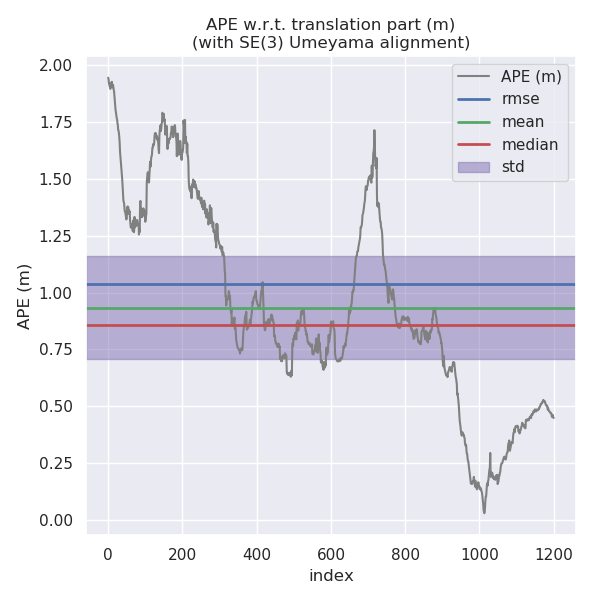 APE w.r.t. translation part (m)
(with SE(3) Umeyama alignment)
APE (m)
rmse
mean
median
std
2.00
1.75
1.50
1.25
1.00
0.75
0.50
0.25
0.00
APE (m)
0 200 400 600 800 1000 1200
index